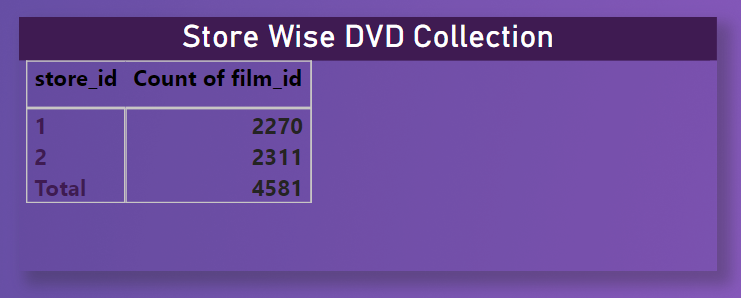 Store Wise DVD Collection
store_id Count of film_id
1 2270
2 2311
Total 4581